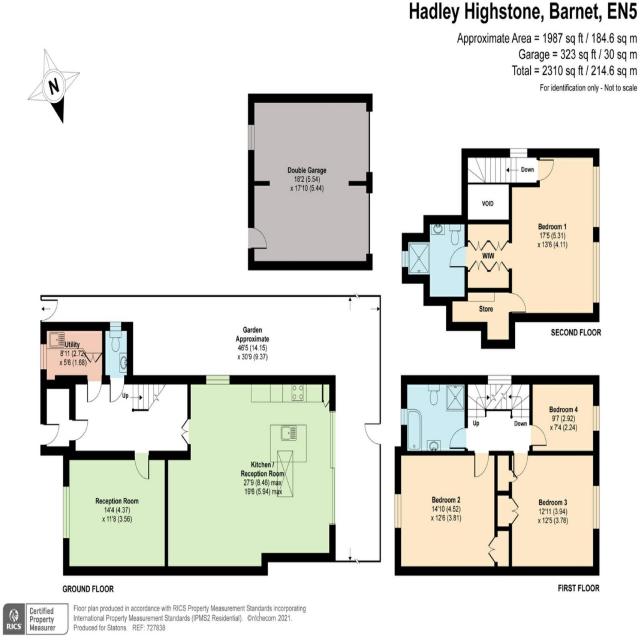 Hadley Highstone, Barnet, EN5
Approximate Area = 1987 sq ft / 184.6 sq m
Garage = 323 sq ft / 30 sq m
Total = 2310 sq ft / 214.6 sq m
For identification only - Not to scale
N
Double Garage
18'2 (5.54)
x 17'10 (5.44)
Down
VOID
Bedroom 1
17'5 (5.31)
x 13'6 (4.11)
WIW
Store
SECOND FLOOR
Garden
Approximate
46'5 (14.15)
x 30'9 (9.37)
Utility
8'11 (2.72)
x 5'6 (1.68)
Up
Kitchen /
Reception Room
27'9 (8.46) max
19'6 (5.94) max
Reception Room
14'4 (4.37)
x 11'8 (3.56)
GROUND FLOOR
Up
Down
Bedroom 4
9'7 (2.92)
x 7'4 (2.24)
Bedroom 2
14'10 (4.52)
x 12'6 (3.81)
Bedroom 3
12'11 (3.94)
x 12'5 (3.78)
FIRST FLOOR
RICS
Certified
Property
Measurer
Floor plan produced in accordance with RICS Property Measurement Standards incorporating
International Property Measurement Standards (IPMS2 Residential). ©nichecom 2021.
Produced for Statons REF: 727838